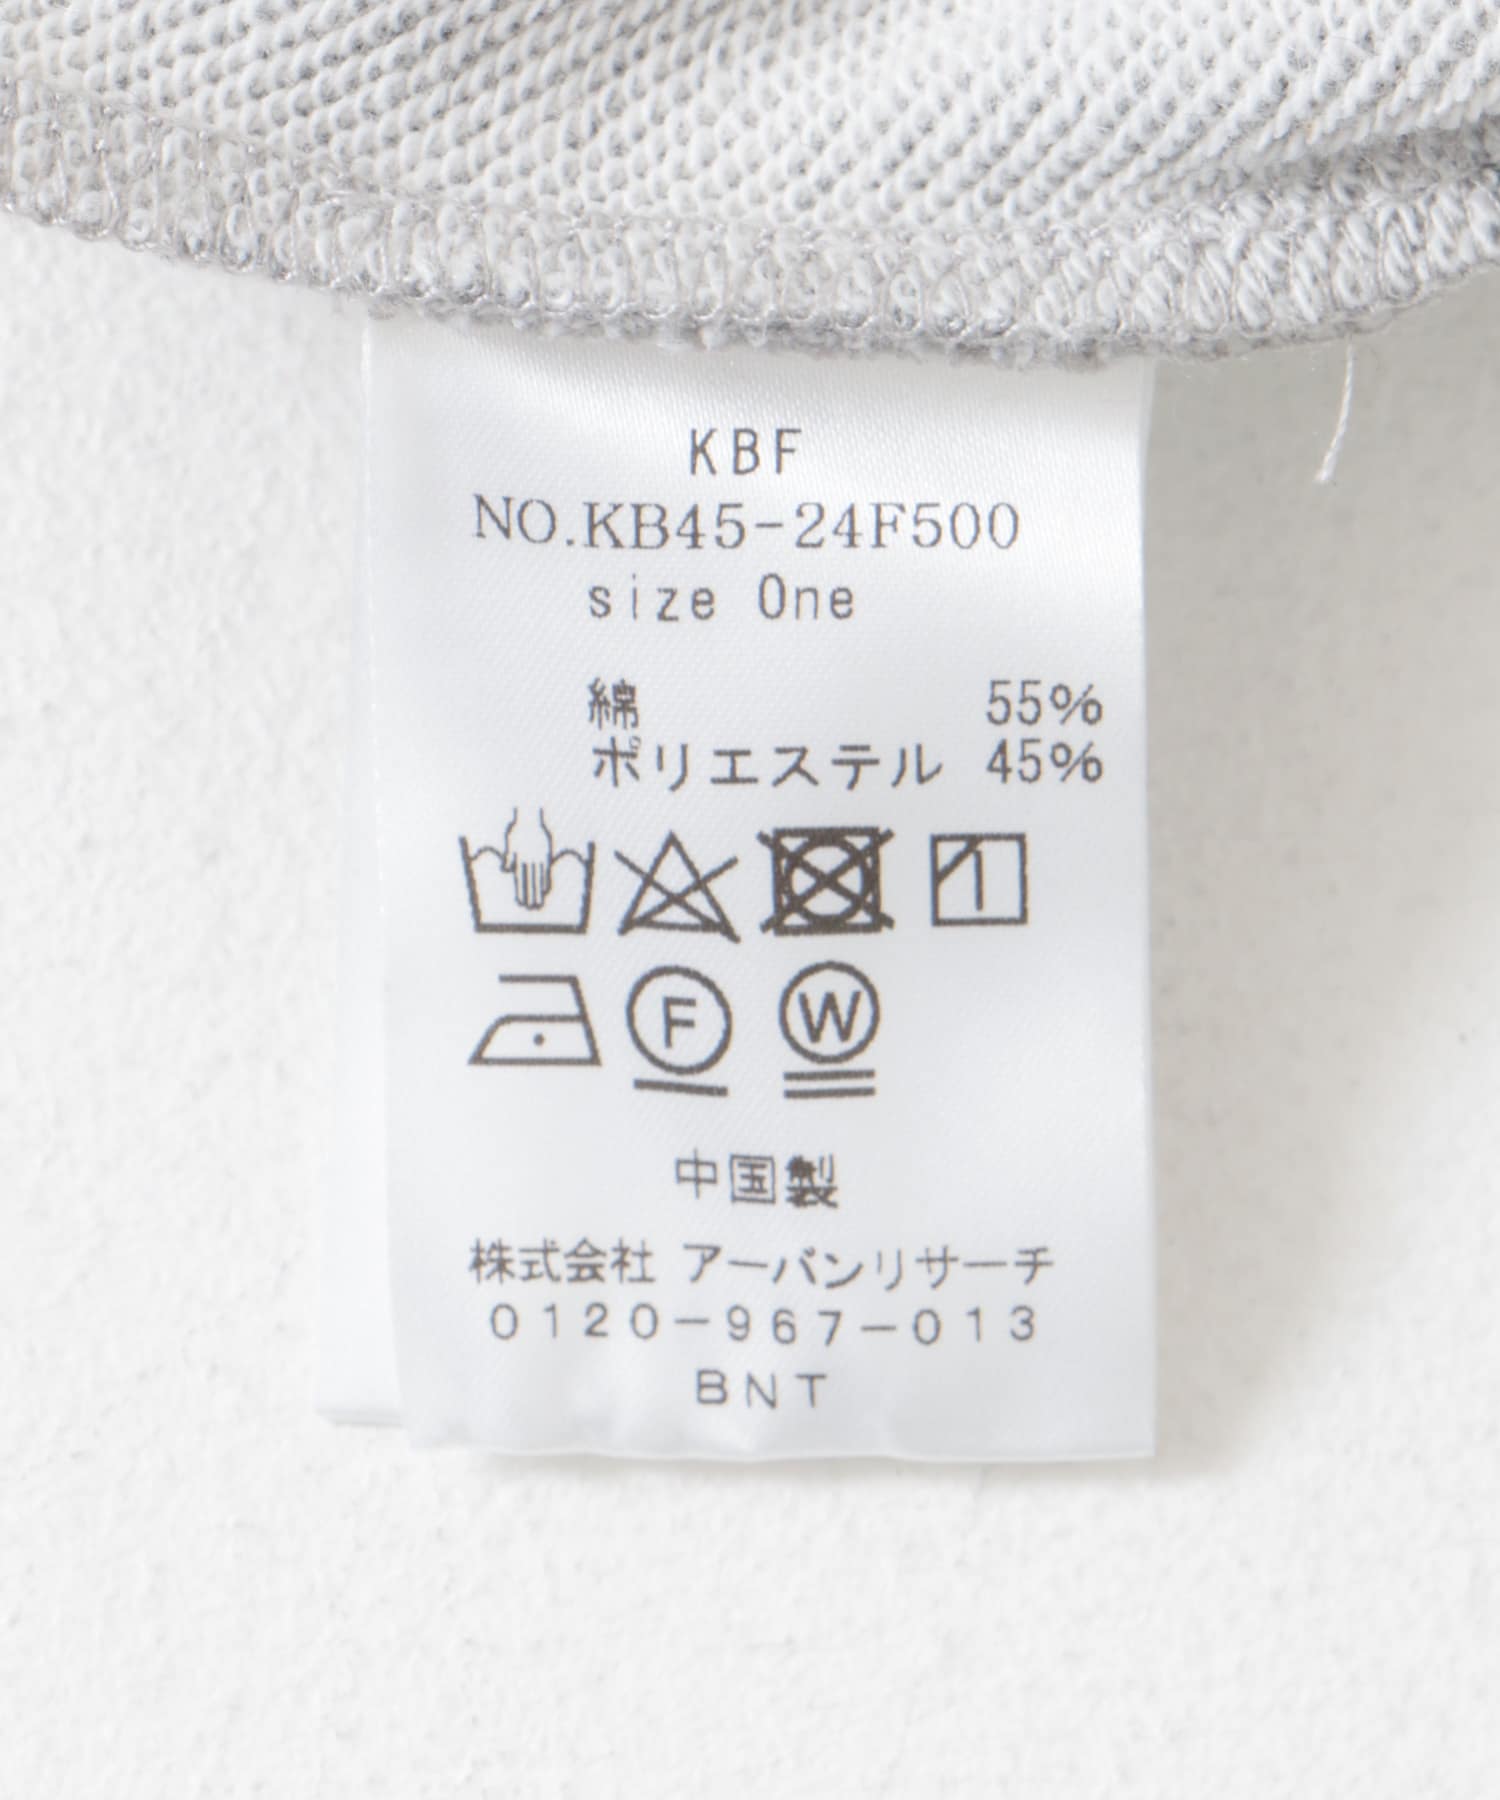 KBF
NO.KB45-24F500
size One
綿 55%
ポリエステル 45%
F W
中国製
株式会社 アーバンリサーチ
0120-967-013
BNT